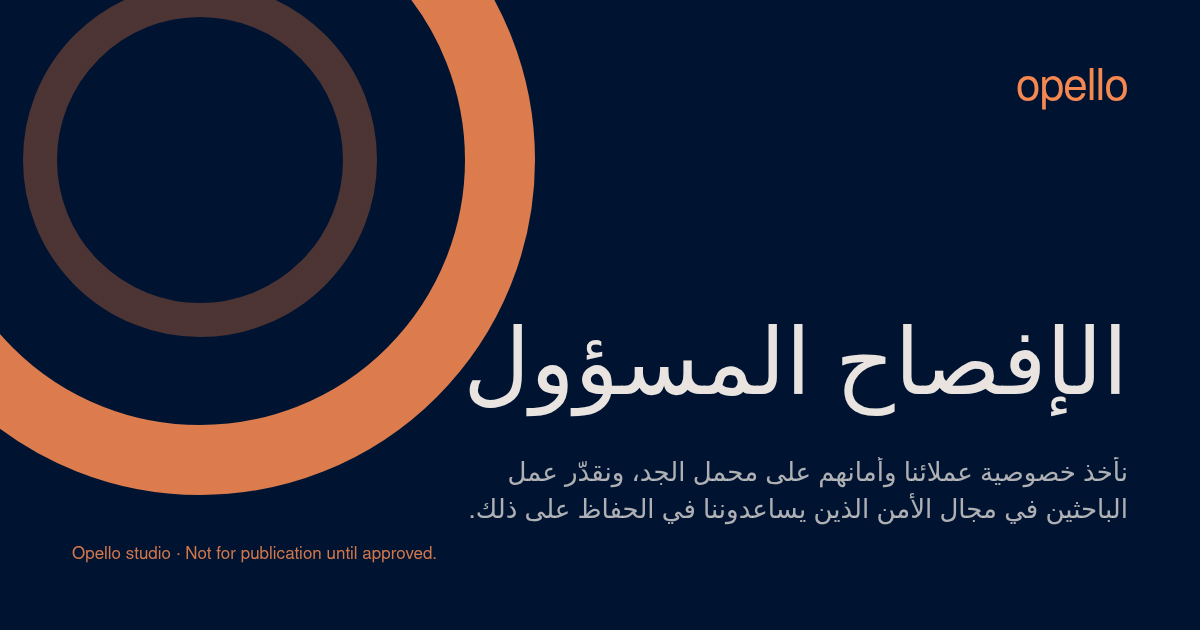 opello
الإفصاح المسؤول
نأخذ خصوصية عملائنا وأمانهم على محمل الجد، ونقدّر عمل
الباحثين في مجال الأمن الذين يساعدوننا في الحفاظ على ذلك.
Opello studio · Not for publication until approved.